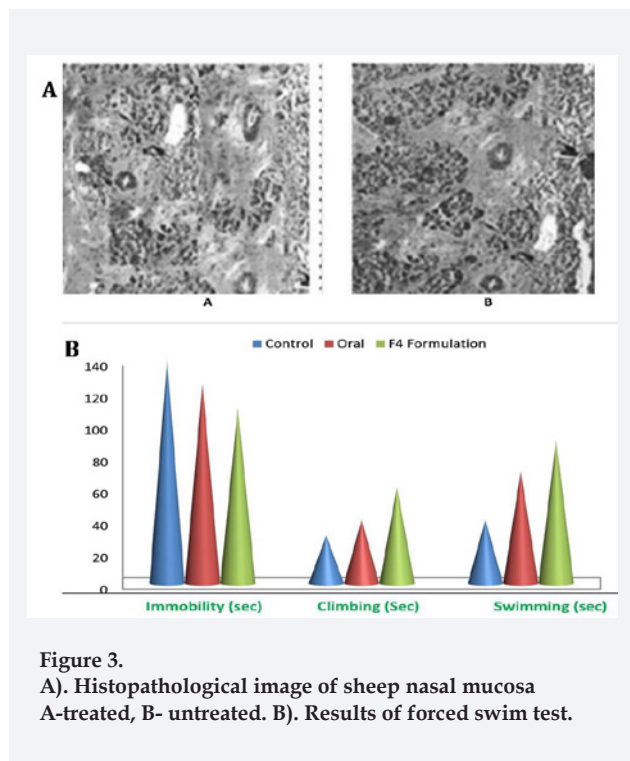 A
A
B
B
Control Oral F4 Formulation
140
120
100
80
60
40
20
0
Immobility (sec) Climbing (Sec) Swimming (sec)
Figure 3.
A). Histopathological image of sheep nasal mucosa
A-treated, B- untreated. B). Results of forced swim test.